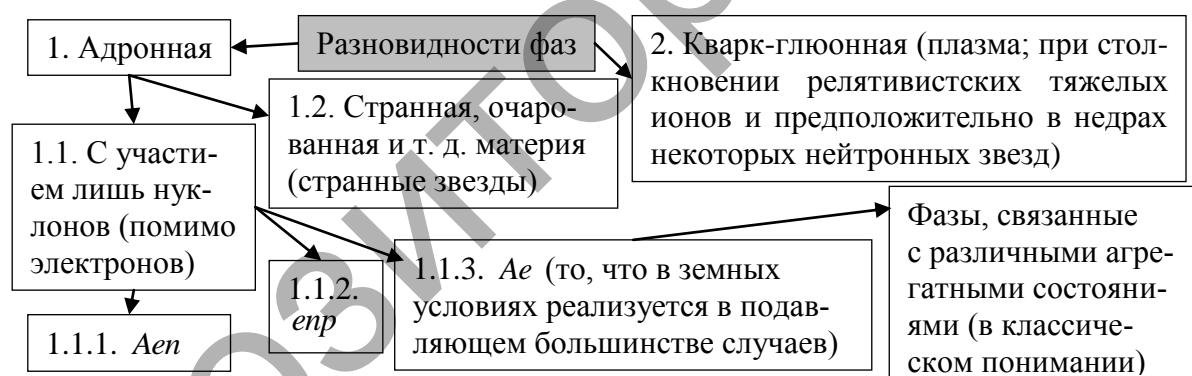 1. Адронная
Разновидности фаз
2. Кварк-глюонная (плазма; при стол-
кновении релятивистских тяжелых
ионов и предположительно в недрах
некоторых нейтронных звезд)
1.2. Странная, очаро-
ванная и т. д. материя
(странные звезды)
1.1. С участи-
ем лишь нук-
лонов (помимо
электронов)
1.1.1. Aen
1.1.2.
enp
1.1.3. Ae (то, что в земных
условиях реализуется в подав-
ляющем большинстве случаев)
Фазы, связанные
с различными агре-
гатными состояни-
ями (в классиче-
ском понимании)